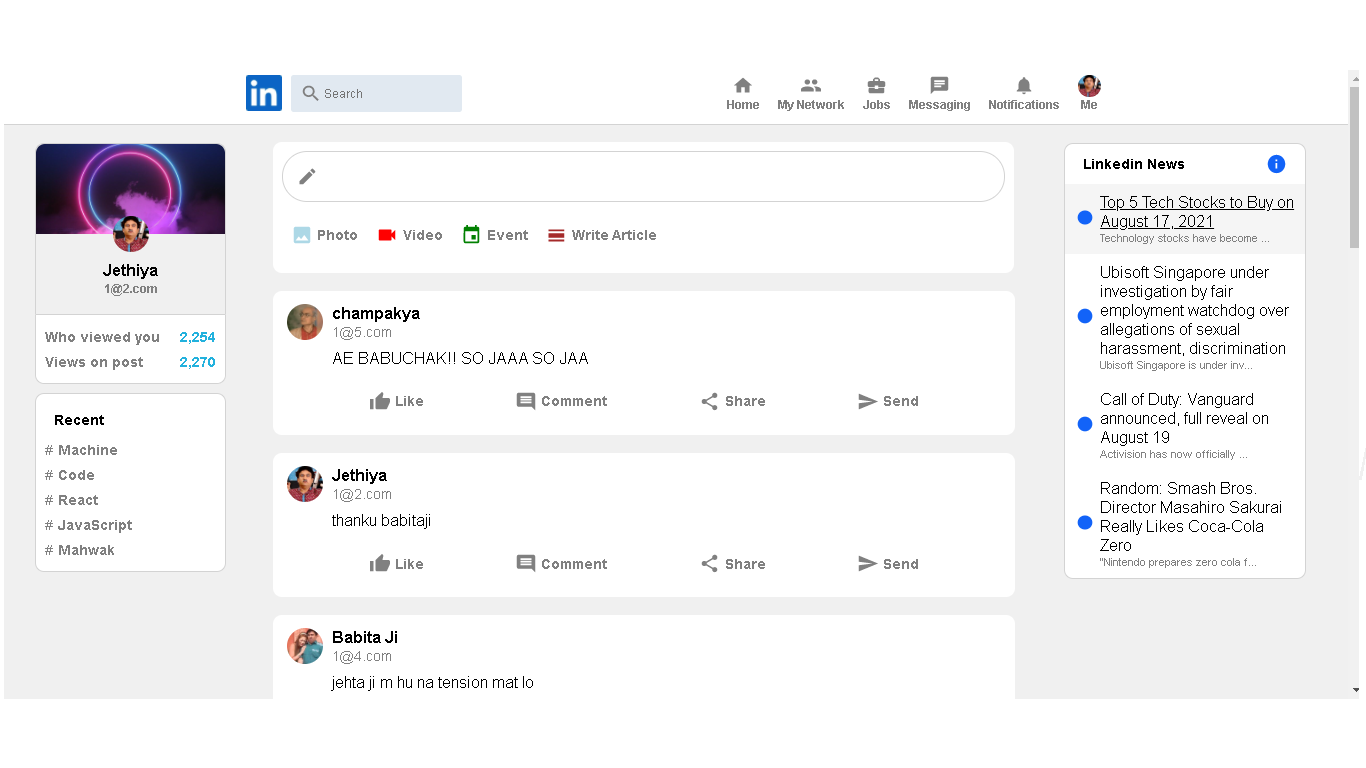 in
Search
Home
My Network
Jobs
Messaging
Notifications
Me
Jethiya
1@2.com
Who viewed you 2,254
Views on post 2,270
Recent
# Machine
# Code
# React
# JavaScript
# Mahwak
Photo
Video
Event
Write Article
champakya
1@5.com
AE BABUCHAK!! SO JAAA SO JAA
Like
Comment
Share
Send
Jethiya
1@2.com
thanku babitaji
Like
Comment
Share
Send
Babita Ji
1@4.com
jehta ji m hu na tension mat lo
Linkedin News
Top 5 Tech Stocks to Buy on
August 17, 2021
Technology stocks have become ...
Ubisoft Singapore under
investigation by fair
employment watchdog over
allegations of sexual
harassment, discrimination
Ubisoft Singapore is under inv...
Call of Duty: Vanguard
announced, full reveal on
August 19
Activision has now officially ...
Random: Smash Bros.
Director Masahiro Sakurai
Really Likes Coca-Cola
Zero
"Nintendo prepares zero cola f...